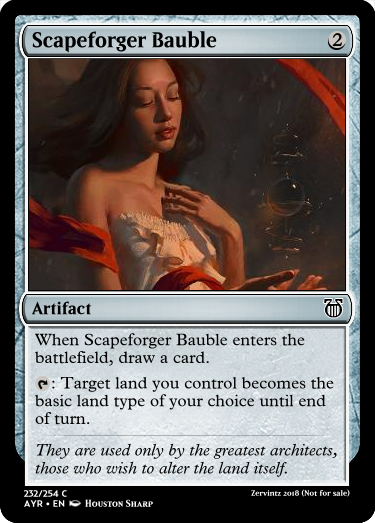 Scapeforger Bauble 2
Artifact
When Scapeforger Bauble enters the
battlefield, draw a card.
: Target land you control becomes the
basic land type of your choice until end
of turn.
They are used only by the greatest architects,
those who wish to alter the land itself.
232/254 C
AYR • EN Houston Sharp
Zervintz 2018 (Not for sale)